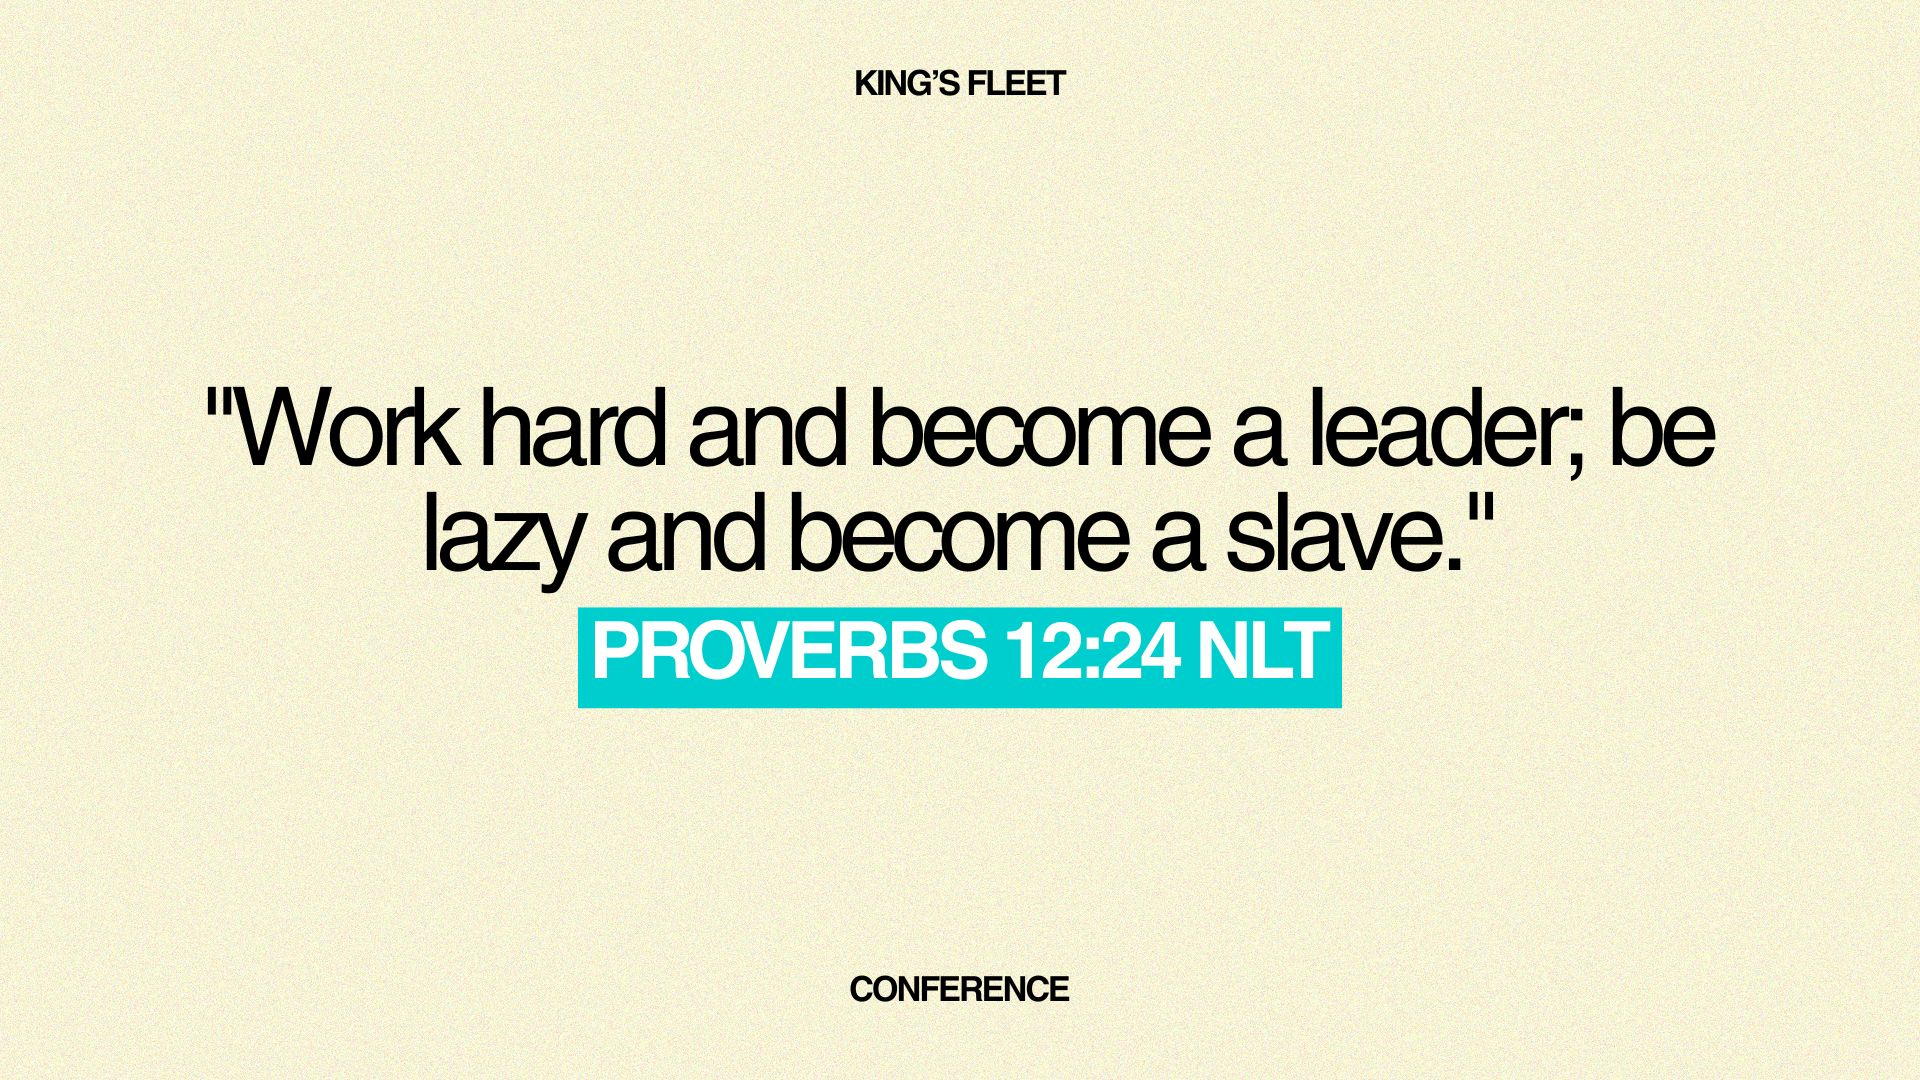 KING’S FLEET
"Work hard and become a leader; be
lazy and become a slave."
PROVERBS 12:24 NLT
CONFERENCE